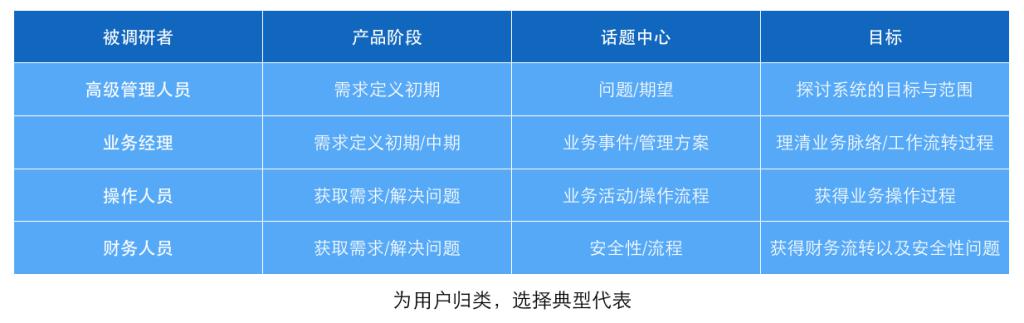 被调研者 产品阶段 话题中心 目标
高级管理人员 需求定义初期 问题/期望 探讨系统的目标与范围
业务经理 需求定义初期/中期 业务事件/管理方案 理清业务脉络/工作流转过程
操作人员 获取需求/解决问题 业务活动/操作流程 获得业务操作过程
财务人员 获取需求/解决问题 安全性/流程 获得财务流转以及安全性问题
为用户归类，选择典型代表